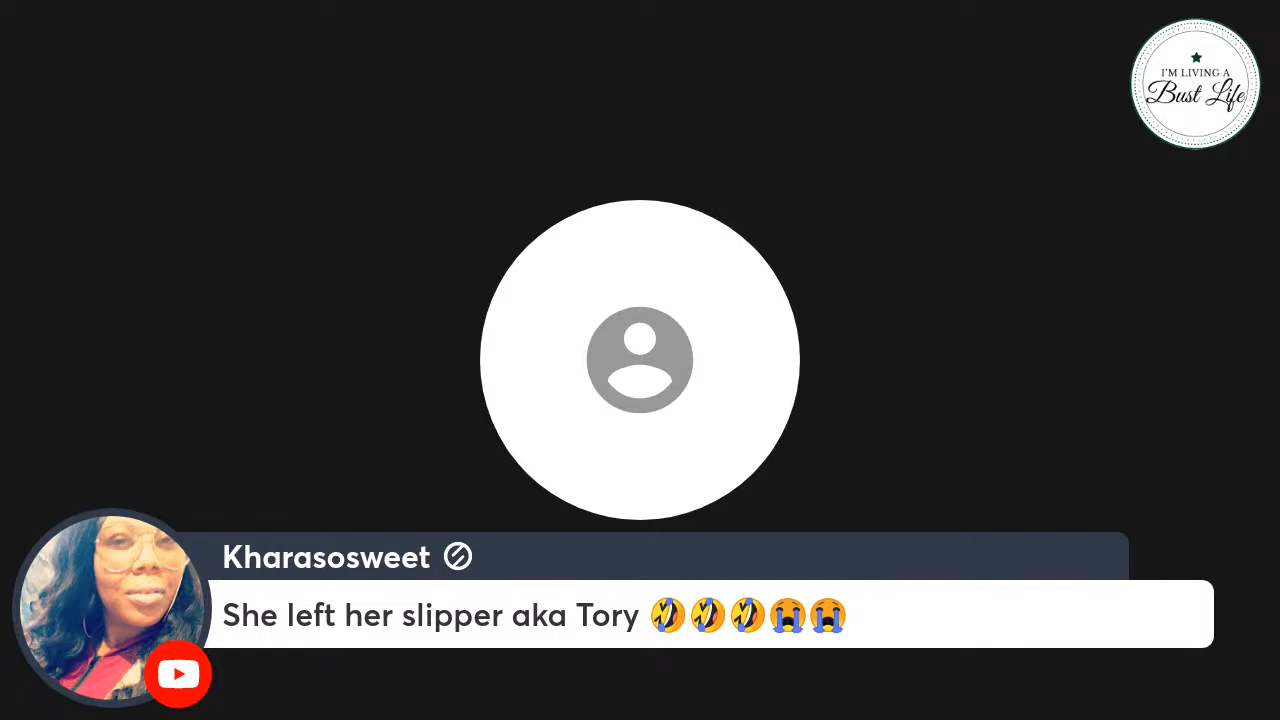 I'M LIVING A
Bust Life
Kharasosweet
She left her slipper aka Tory 🤣🤣🤣😭😭